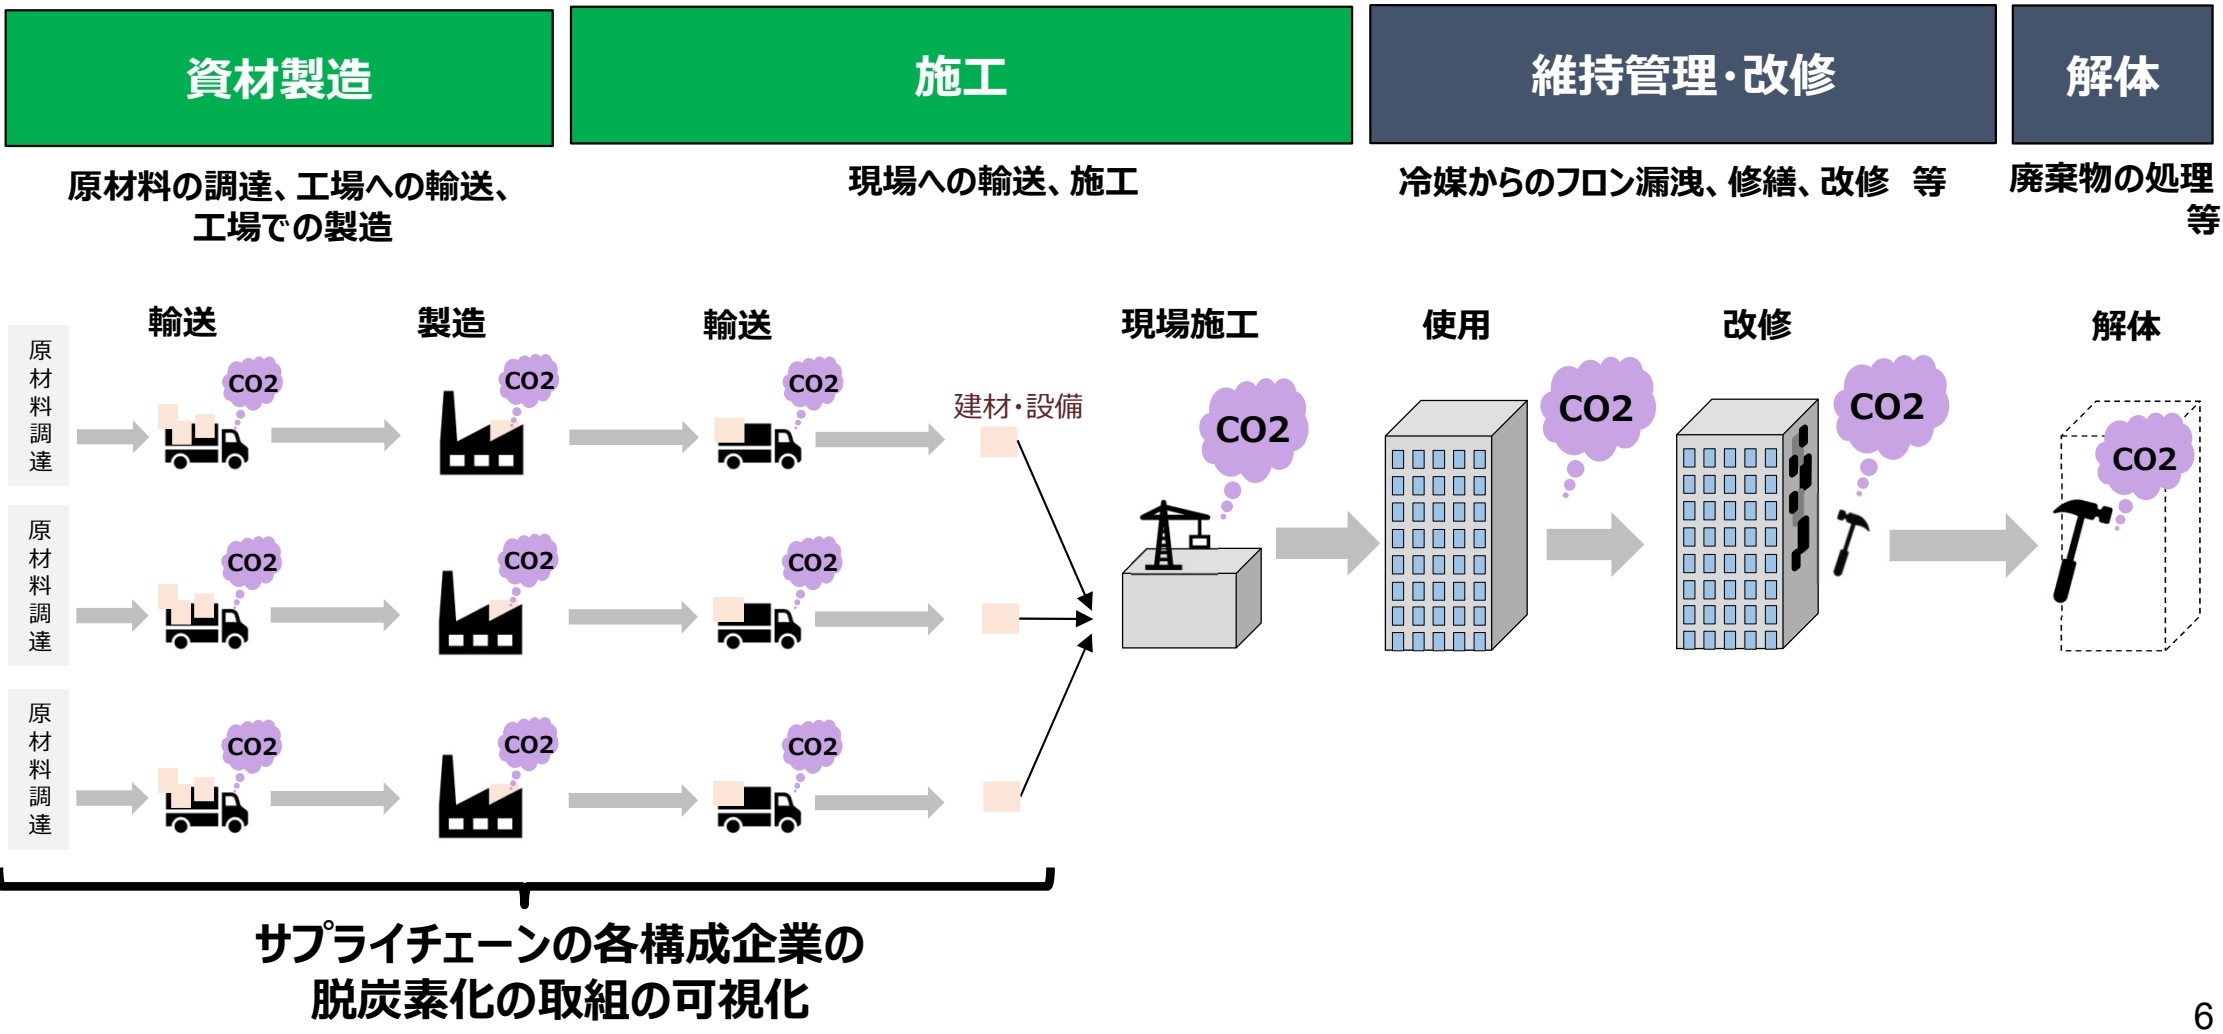 資材製造
施工
維持管理・改修
解体
原材料の調達、工場への輸送、
工場での製造
現場への輸送、施工
冷媒からのフロン漏洩、修繕、改修　等
廃棄物の処理
等
輸送
製造
輸送
現場施工
使用
改修
解体
原材料調達
CO2
CO2
CO2
建材・設備
CO2
CO2
CO2
CO2
原材料調達
CO2
CO2
CO2
原材料調達
CO2
CO2
CO2
サプライチェーンの各構成企業の
脱炭素化の取組の可視化
6